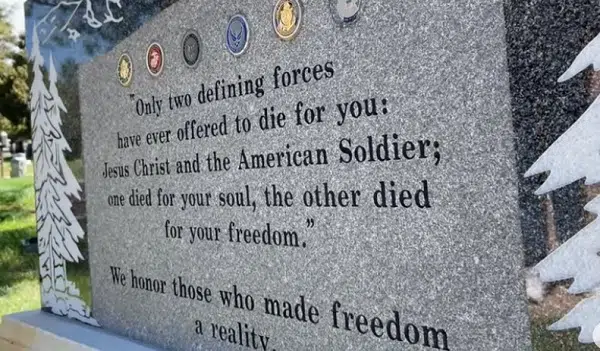 "Only two defining forces
have ever offered to die for you:
Jesus Christ and the American Soldier;
one died for your soul, the other died
for your freedom."
We honor those who made freedom
a reality.